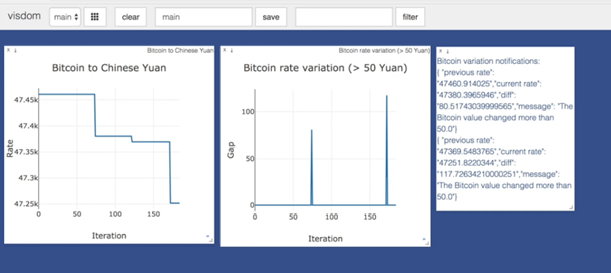 visdom main clear main save filter
x ↓ Bitcoin to Chinese Yuan
Bitcoin to Chinese Yuan
47.45k
47.4k
47.35k
47.3k
47.25k
Rate
0 50 100 150
Iteration
x ↓ Bitcoin rate variation (> 50 Yuan)
Bitcoin rate variation (> 50 Yuan)
100
50
0
Gap
0 50 100 150
Iteration
x ↓
Bitcoin variation notifications:
{ "previous rate":
"47460.914025","current rate":
"47380.3965946","diff":
"80.51743039999565","message": "The
Bitcoin value changed more than
50.0"}
{ "previous rate":
"47369.5483765","current rate":
"47251.8220344","diff":
"117.72634210000251","message":
"The Bitcoin value changed more than
50.0"}